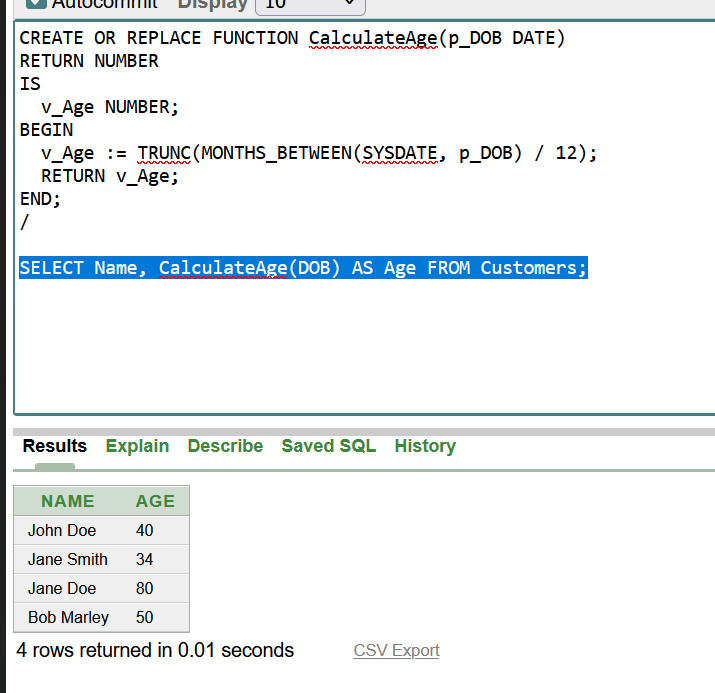 Autocommit Display 10
CREATE OR REPLACE FUNCTION CalculateAge(p_DOB DATE)
RETURN NUMBER
IS
  v_Age NUMBER;
BEGIN
  v_Age := TRUNC(MONTHS_BETWEEN(SYSDATE, p_DOB) / 12);
  RETURN v_Age;
END;
/
SELECT Name, CalculateAge(DOB) AS Age FROM Customers;
Results Explain Describe Saved SQL History
NAME AGE
John Doe 40
Jane Smith 34
Jane Doe 80
Bob Marley 50
4 rows returned in 0.01 seconds CSV Export